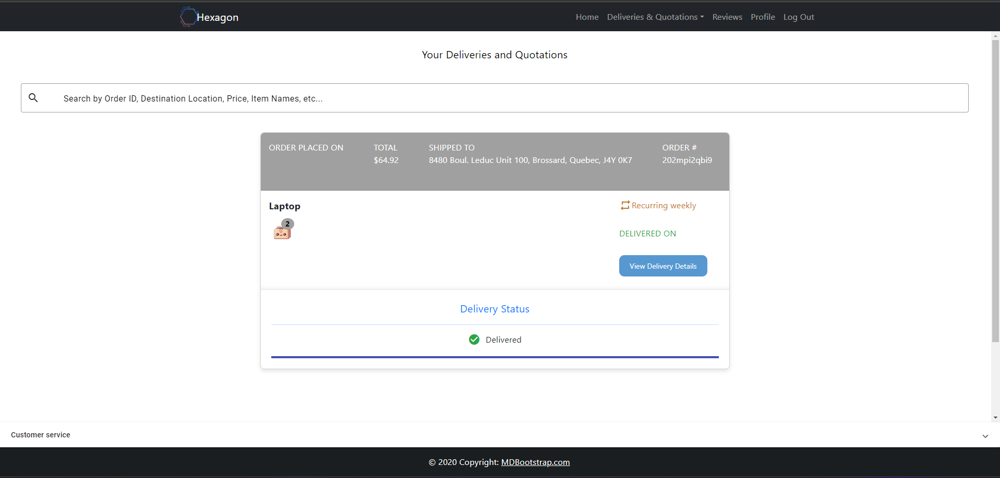 Hexagon
Home Deliveries & Quotations Reviews Profile Log Out
Your Deliveries and Quotations
Search by Order ID, Destination Location, Price, Item Names, etc...
ORDER PLACED ON TOTAL SHIPPED TO ORDER #
$64.92 8480 Boul. Leduc Unit 100, Brossard, Quebec, J4Y 0K7 202mpi2qbi9
Laptop Recurring weekly
2
DELIVERED ON
View Delivery Details
Delivery Status
Delivered
Customer service
© 2020 Copyright: MDBootstrap.com